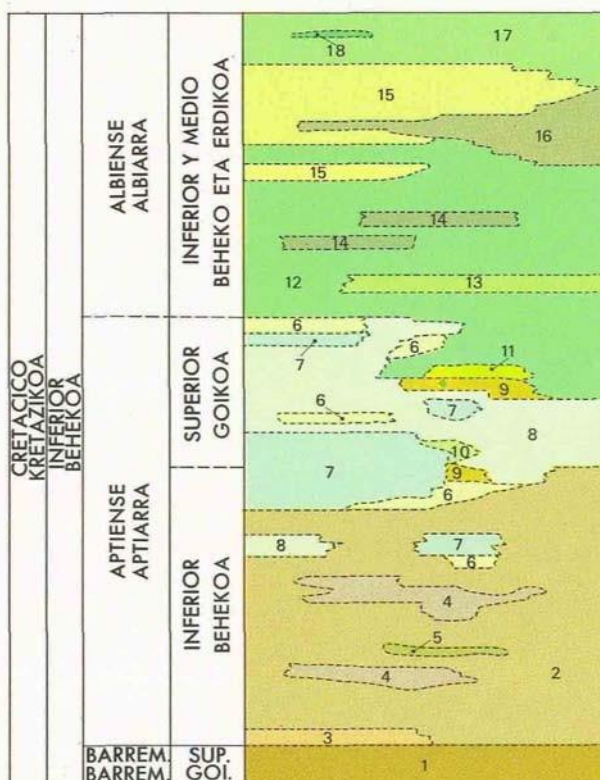 CRETACICO
KRETAZIKOA
INFERIOR
BEHEKOA
ALBIENSE
ALBIARRA
INFERIOR Y MEDIO
BEHEKO ETA ERDIKOA
APTIENSE
APTIARRA
SUPERIOR
GOIKOA
INFERIOR
BEHEKOA
BARREM.
BARREM.
SUP.
GOI.
17
18
15
16
15
14
14
12
13
6
6
7
11
9
6
7
8
10
7
9
6
8
7
6
4
5
4
2
3
1